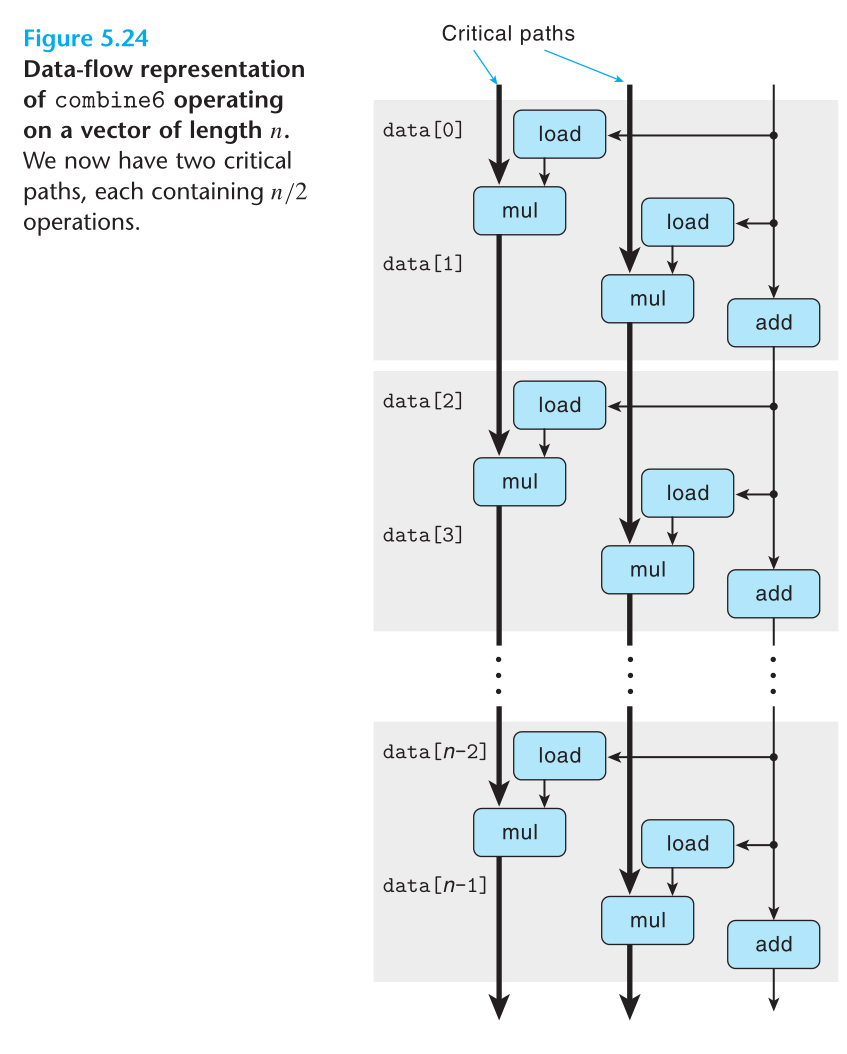 Figure 5.24
Data-flow representation
of combine6 operating
on a vector of length n.
We now have two critical
paths, each containing n/2
operations.
Critical paths
data[0]
load
mul
load
data[1]
mul
add
data[2]
load
mul
load
data[3]
mul
add
data[n-2]
load
mul
load
data[n-1]
mul
add